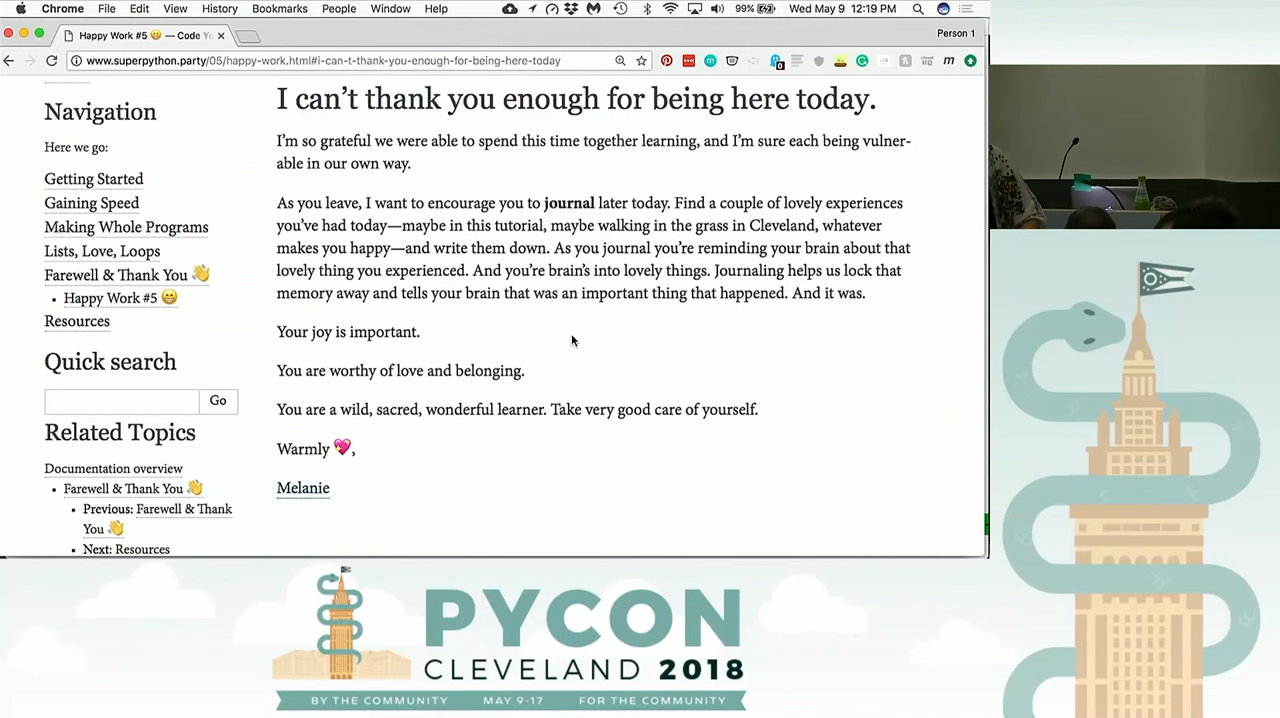 Chrome File Edit View History Bookmarks People Window Help 99% Wed May 9 12:19 PM
Happy Work #5 😁 — Code Yo
Person 1
www.superpython.party/05/happy-work.html#i-can-t-thank-you-enough-for-being-here-today
Navigation
Here we go:
Getting Started
Gaining Speed
Making Whole Programs
Lists, Love, Loops
Farewell & Thank You 👋
Happy Work #5 😁
Resources
Quick search
Go
Related Topics
Documentation overview
Farewell & Thank You 👋
Previous: Farewell & Thank
You 👋
Next: Resources
I can’t thank you enough for being here today.
I’m so grateful we were able to spend this time together learning, and I’m sure each being vulner-
able in our own way.
As you leave, I want to encourage you to journal later today. Find a couple of lovely experiences
you’ve had today—maybe in this tutorial, maybe walking in the grass in Cleveland, whatever
makes you happy—and write them down. As you journal you’re reminding your brain about that
lovely thing you experienced. And you’re brain’s into lovely things. Journaling helps us lock that
memory away and tells your brain that was an important thing that happened. And it was.
Your joy is important.
You are worthy of love and belonging.
You are a wild, sacred, wonderful learner. Take very good care of yourself.
Warmly 💖,
Melanie
PYCON
CLEVELAND 2018
BY THE COMMUNITY MAY 9-17 FOR THE COMMUNITY